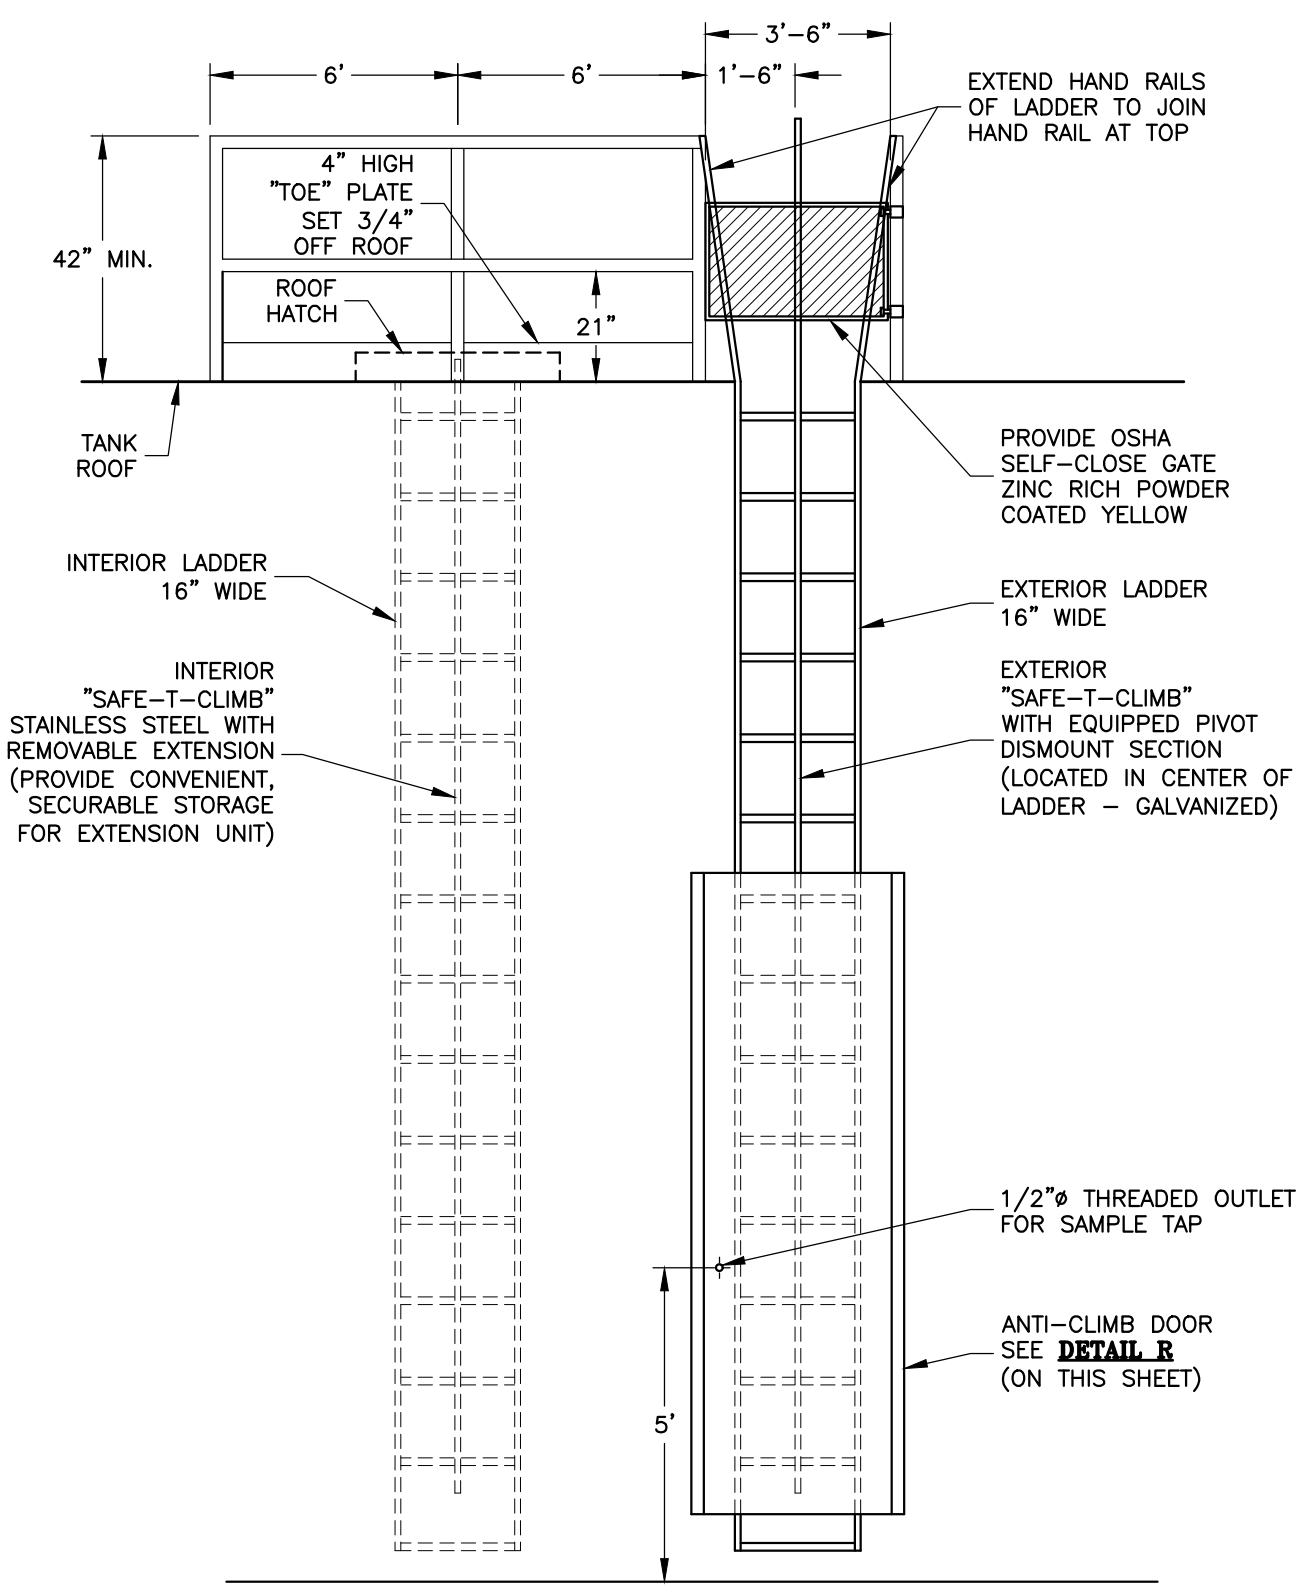 3'-6"
6'
6'
1'-6"
EXTEND HAND RAILS
OF LADDER TO JOIN
HAND RAIL AT TOP
4" HIGH
"TOE" PLATE
SET 3/4"
OFF ROOF
42" MIN.
ROOF
HATCH
21"
TANK
ROOF
PROVIDE OSHA
SELF-CLOSE GATE
ZINC RICH POWDER
COATED YELLOW
INTERIOR LADDER
16" WIDE
EXTERIOR LADDER
16" WIDE
INTERIOR
"SAFE-T-CLIMB"
STAINLESS STEEL WITH
REMOVABLE EXTENSION
(PROVIDE CONVENIENT,
SECURABLE STORAGE
FOR EXTENSION UNIT)
EXTERIOR
"SAFE-T-CLIMB"
WITH EQUIPPED PIVOT
DISMOUNT SECTION
(LOCATED IN CENTER OF
LADDER - GALVANIZED)
1/2"ø THREADED OUTLET
FOR SAMPLE TAP
ANTI-CLIMB DOOR
SEE DETAIL R
(ON THIS SHEET)
5'